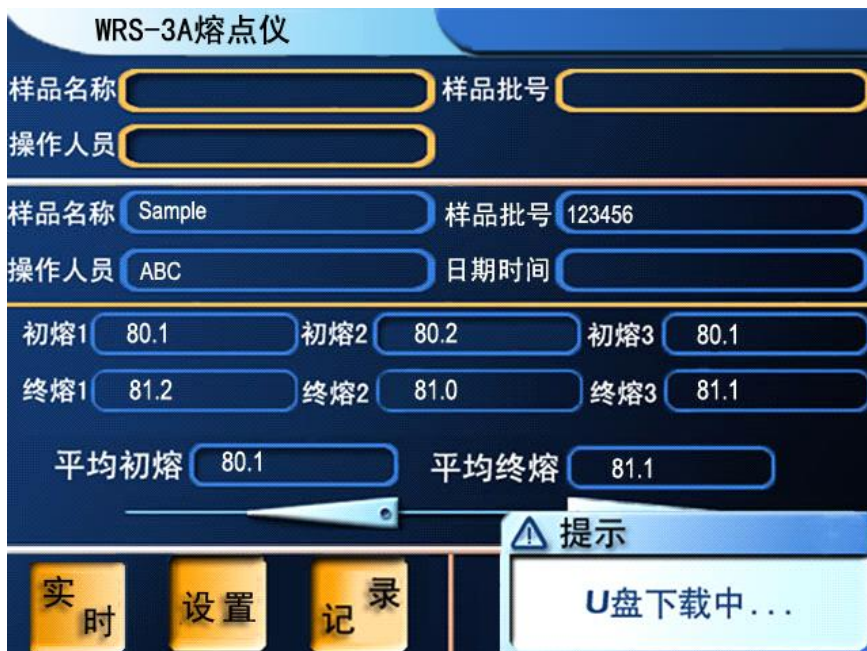 WRS-3A熔点仪
样品名称 样品批号
操作人员
样品名称 Sample 样品批号 123456
操作人员 ABC 日期时间
初熔1 80.1 初熔2 80.2 初熔3 80.1
终熔1 81.2 终熔2 81.0 终熔3 81.1
平均初熔 80.1 平均终熔 81.1
提示
实时 设置 记录 U盘下载中...